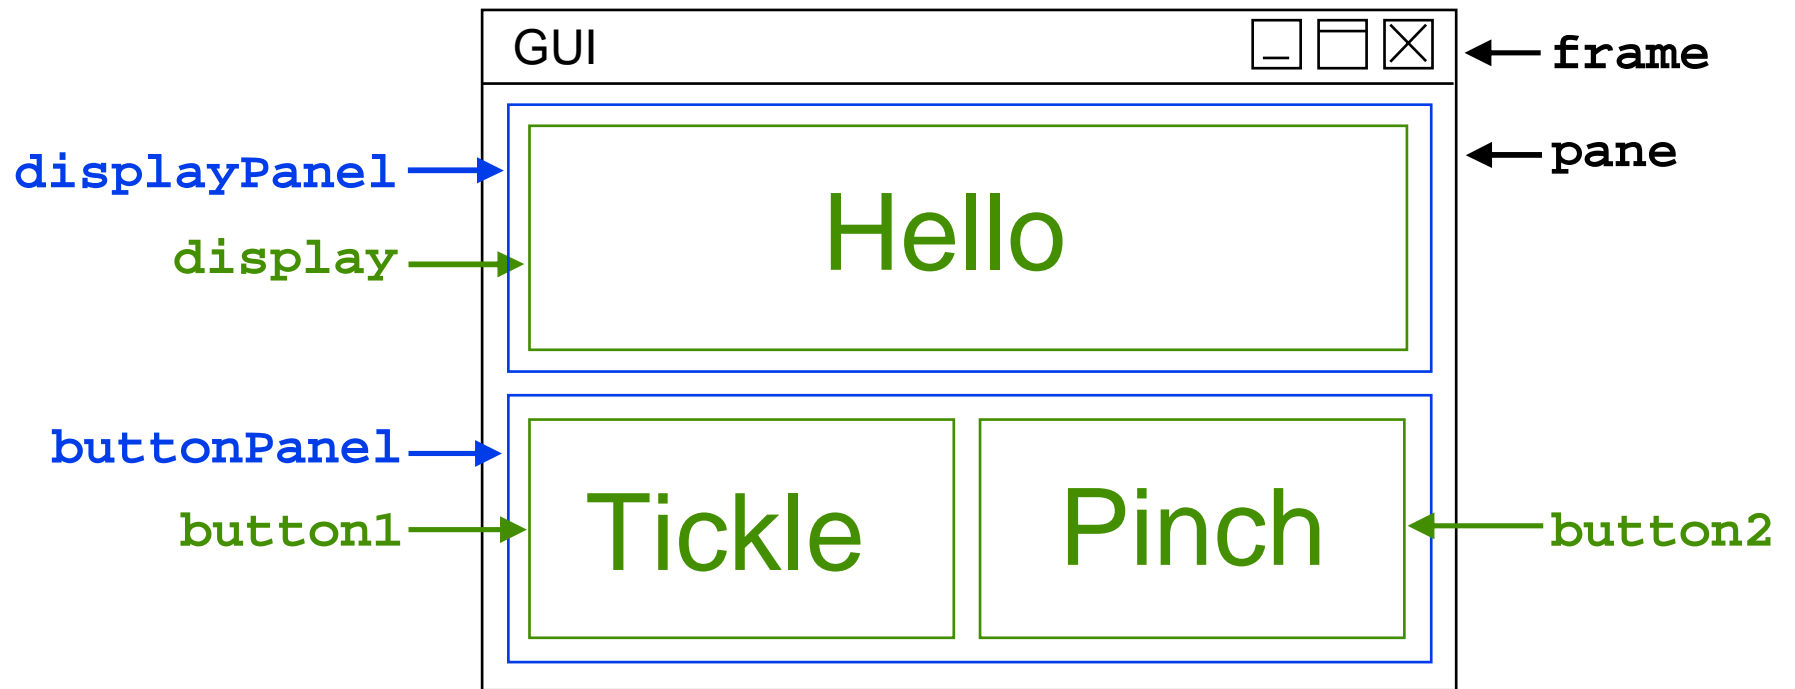 GUI
frame
pane
displayPanel
Hello
display
buttonPanel
Tickle
Pinch
button1
button2